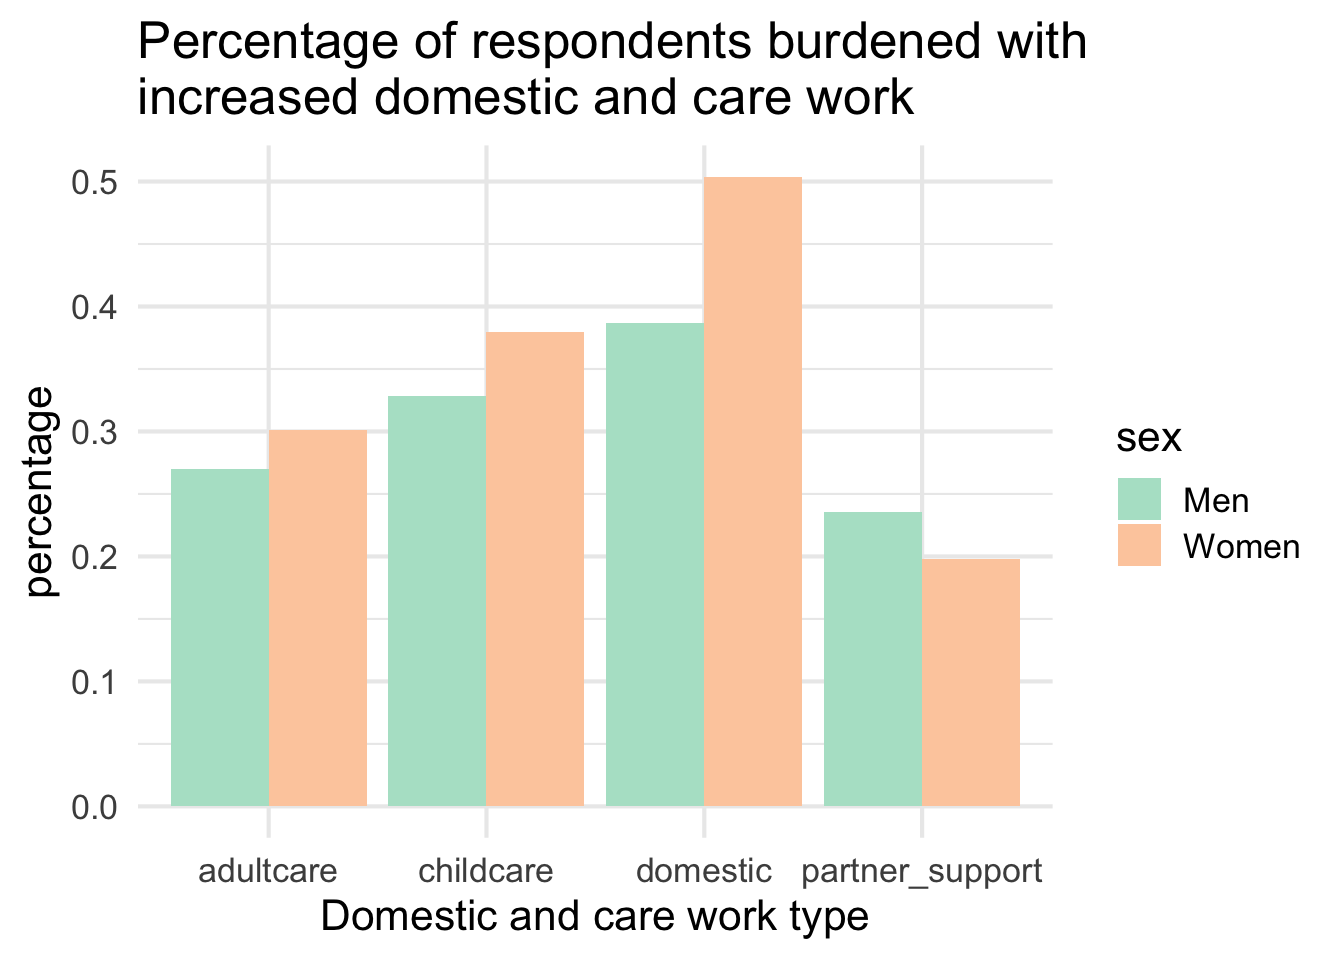 Percentage of respondents burdened with
increased domestic and care work
0.5
0.4
0.3
0.2
0.1
0.0
percentage
adultcare childcare domestic partner_support
Domestic and care work type
sex
Men
Women